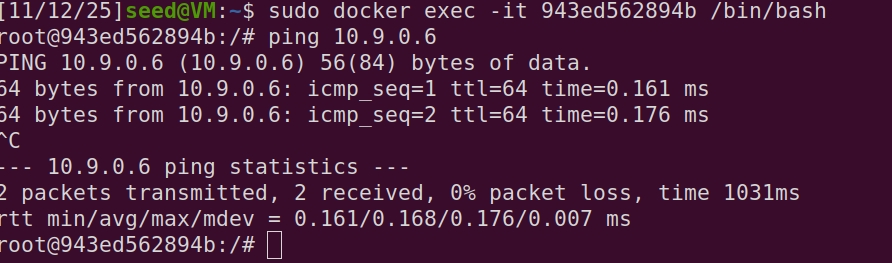 [11/12/25]seed@VM:~$ sudo docker exec -it 943ed562894b /bin/bash
root@943ed562894b:/# ping 10.9.0.6
PING 10.9.0.6 (10.9.0.6) 56(84) bytes of data.
64 bytes from 10.9.0.6: icmp_seq=1 ttl=64 time=0.161 ms
64 bytes from 10.9.0.6: icmp_seq=2 ttl=64 time=0.176 ms
^C
--- 10.9.0.6 ping statistics ---
2 packets transmitted, 2 received, 0% packet loss, time 1031ms
rtt min/avg/max/mdev = 0.161/0.168/0.176/0.007 ms
root@943ed562894b:/#